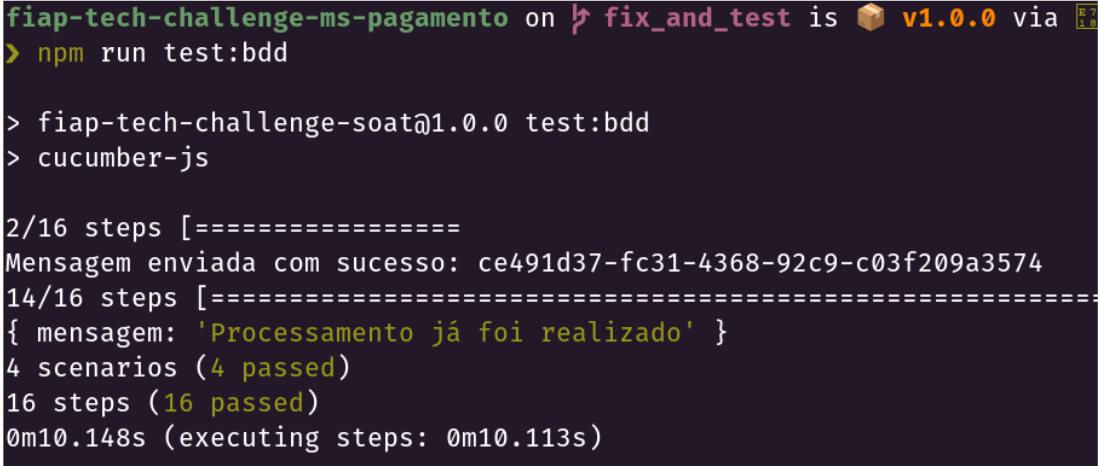 fiap-tech-challenge-ms-pagamento on fix_and_test is 📦 v1.0.0 via
❯ npm run test:bdd
> fiap-tech-challenge-soat@1.0.0 test:bdd
> cucumber-js
2/16 steps [=================
Mensagem enviada com sucesso: ce491d37-fc31-4368-92c9-c03f209a3574
14/16 steps [=========================================================
{ mensagem: 'Processamento já foi realizado' }
4 scenarios (4 passed)
16 steps (16 passed)
0m10.148s (executing steps: 0m10.113s)